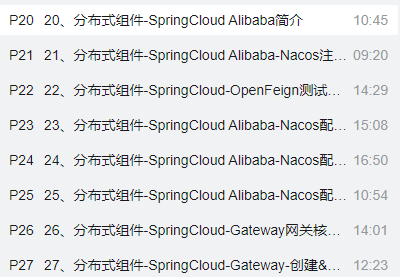 P20 20、分布式组件-SpringCloud Alibaba简介 10:45
P21 21、分布式组件-SpringCloud Alibaba-Nacos注… 09:20
P22 22、分布式组件-SpringCloud-OpenFeign测试… 14:29
P23 23、分布式组件-SpringCloud Alibaba-Nacos配… 15:08
P24 24、分布式组件-SpringCloud Alibaba-Nacos配… 16:50
P25 25、分布式组件-SpringCloud Alibaba-Nacos配… 10:54
P26 26、分布式组件-SpringCloud-Gateway网关核… 14:01
P27 27、分布式组件-SpringCloud-Gateway-创建&… 12:23